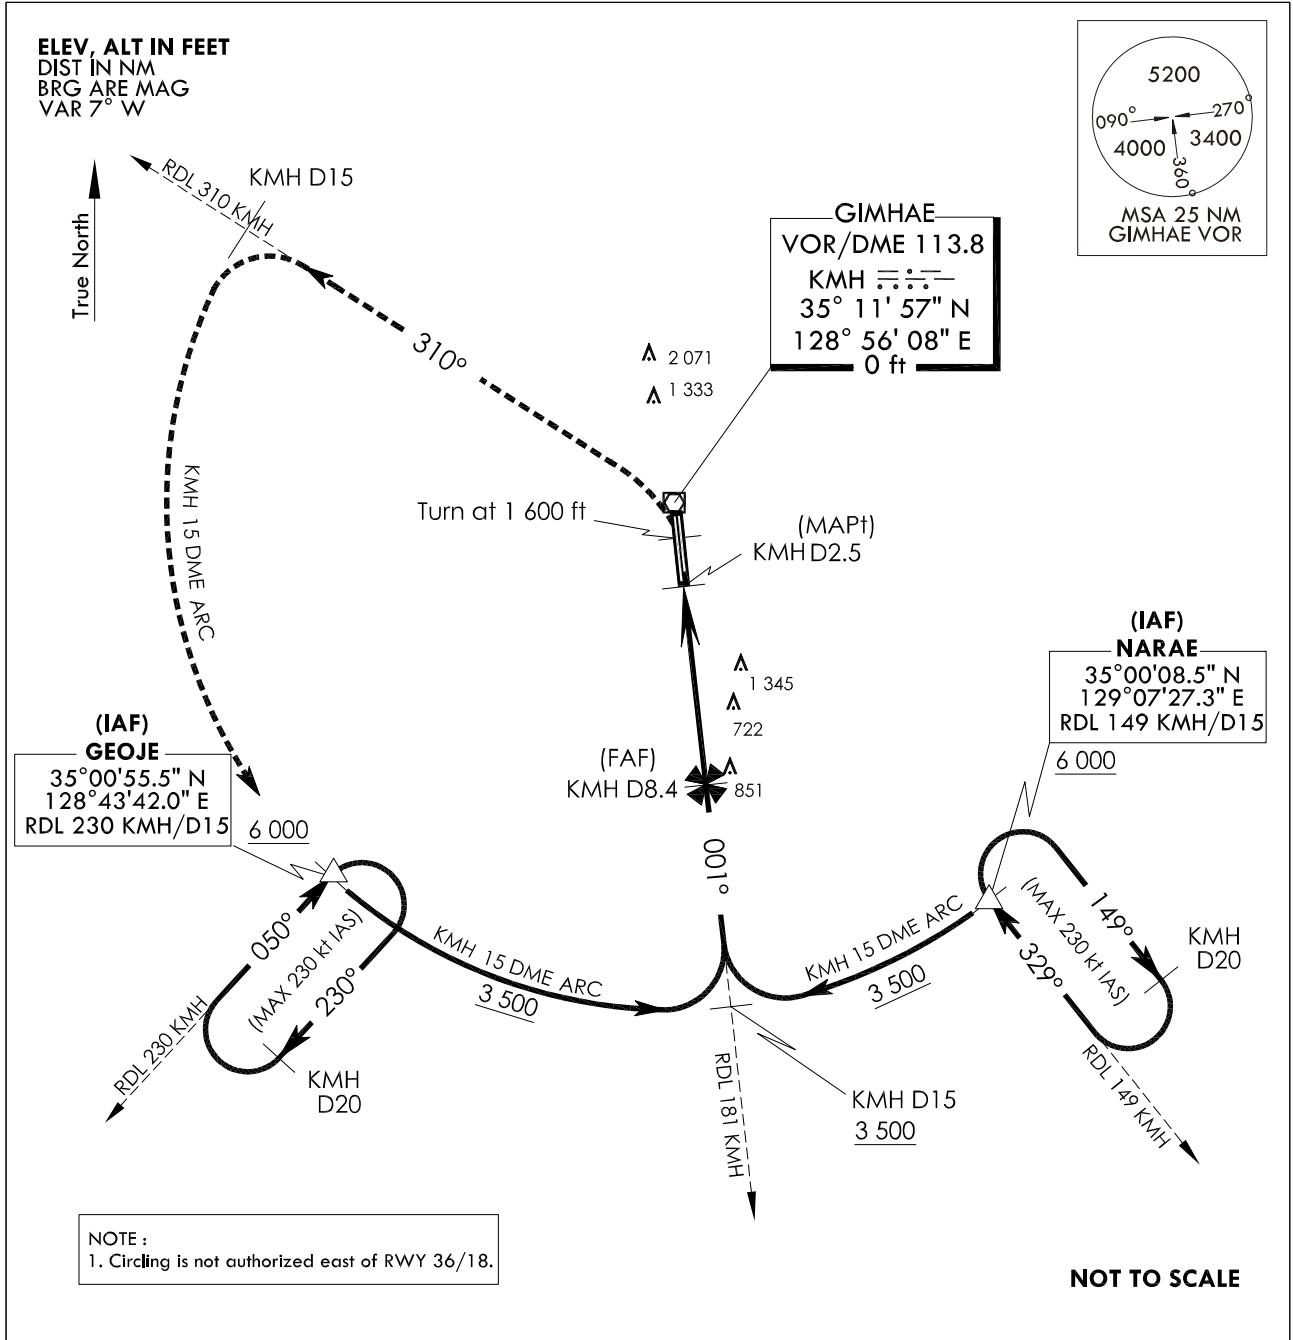 ELEV, ALT IN FEET
DIST IN NM
BRG ARE MAG
VAR 7° W
True North
RDL 310 KMH
KMH D15
310°
KMH 15 DME ARC
5200
090°
270°
4000
3400
360°
MSA 25 NM
GIMHAE VOR
GIMHAE
VOR/DME 113.8
KMH
35° 11' 57" N
128° 56' 08" E
0 ft
2 071
1 333
Turn at 1 600 ft
(MAPt)
KMH D2.5
1 345
722
851
(FAF)
KMH D8.4
001°
(IAF)
NARAE
35°00'08.5" N
129°07'27.3" E
RDL 149 KMH/D15
6 000
(IAF)
GEOJE
35°00'55.5" N
128°43'42.0" E
RDL 230 KMH/D15
6 000
050°
(MAX 230 kt IAS)
230°
RDL 230 KMH
KMH
D20
KMH 15 DME ARC
3 500
KMH 15 DME ARC
3 500
149°
(MAX 230 kt IAS)
329°
KMH
D20
RDL 149 KMH
RDL 181 KMH
KMH D15
3 500
NOTE :
1. Circling is not authorized east of RWY 36/18.
NOT TO SCALE